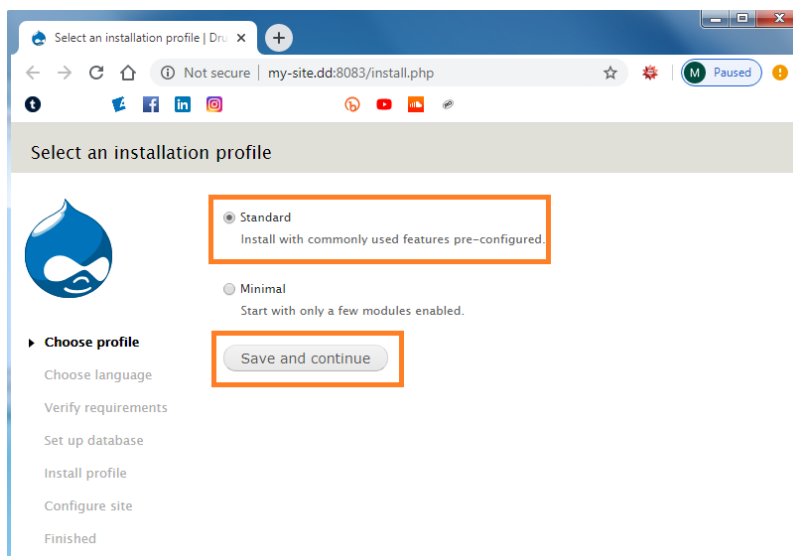 Select an installation profile | Dru
Not secure | my-site.dd:8083/install.php
M Paused
Select an installation profile
Standard
Install with commonly used features pre-configured.
Minimal
Start with only a few modules enabled.
Save and continue
Choose profile
Choose language
Verify requirements
Set up database
Install profile
Configure site
Finished